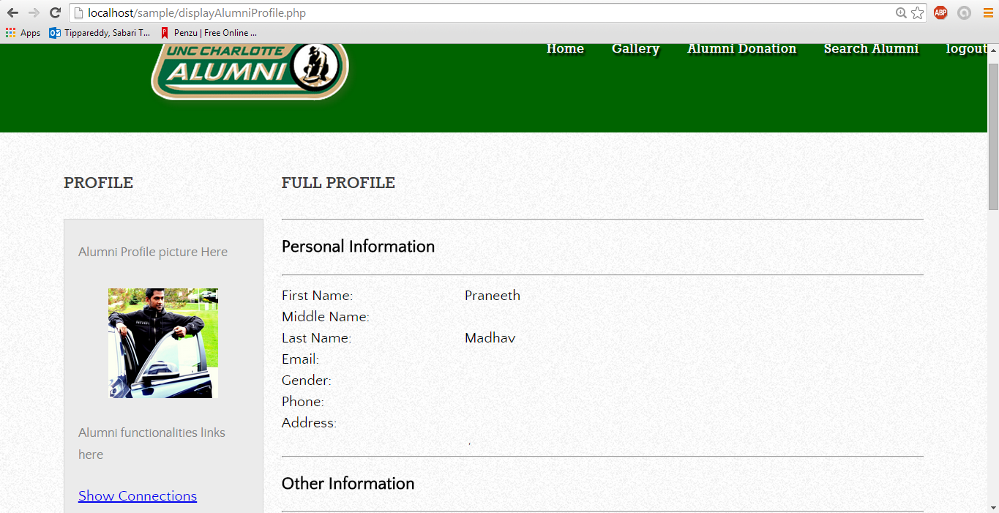 localhost/sample/displayAlumniProfile.php
ABP
Apps Tippareddy, Sabari T... Penzu | Free Online ...
UNC CHARLOTTE
ALUMNI
Home Gallery Alumni Donation Search Alumni logout
PROFILE
FULL PROFILE
Alumni Profile picture Here
Alumni functionalities links
here
Show Connections
Personal Information
First Name: Praneeth
Middle Name:
Last Name: Madhav
Email:
Gender:
Phone:
Address:
.
Other Information